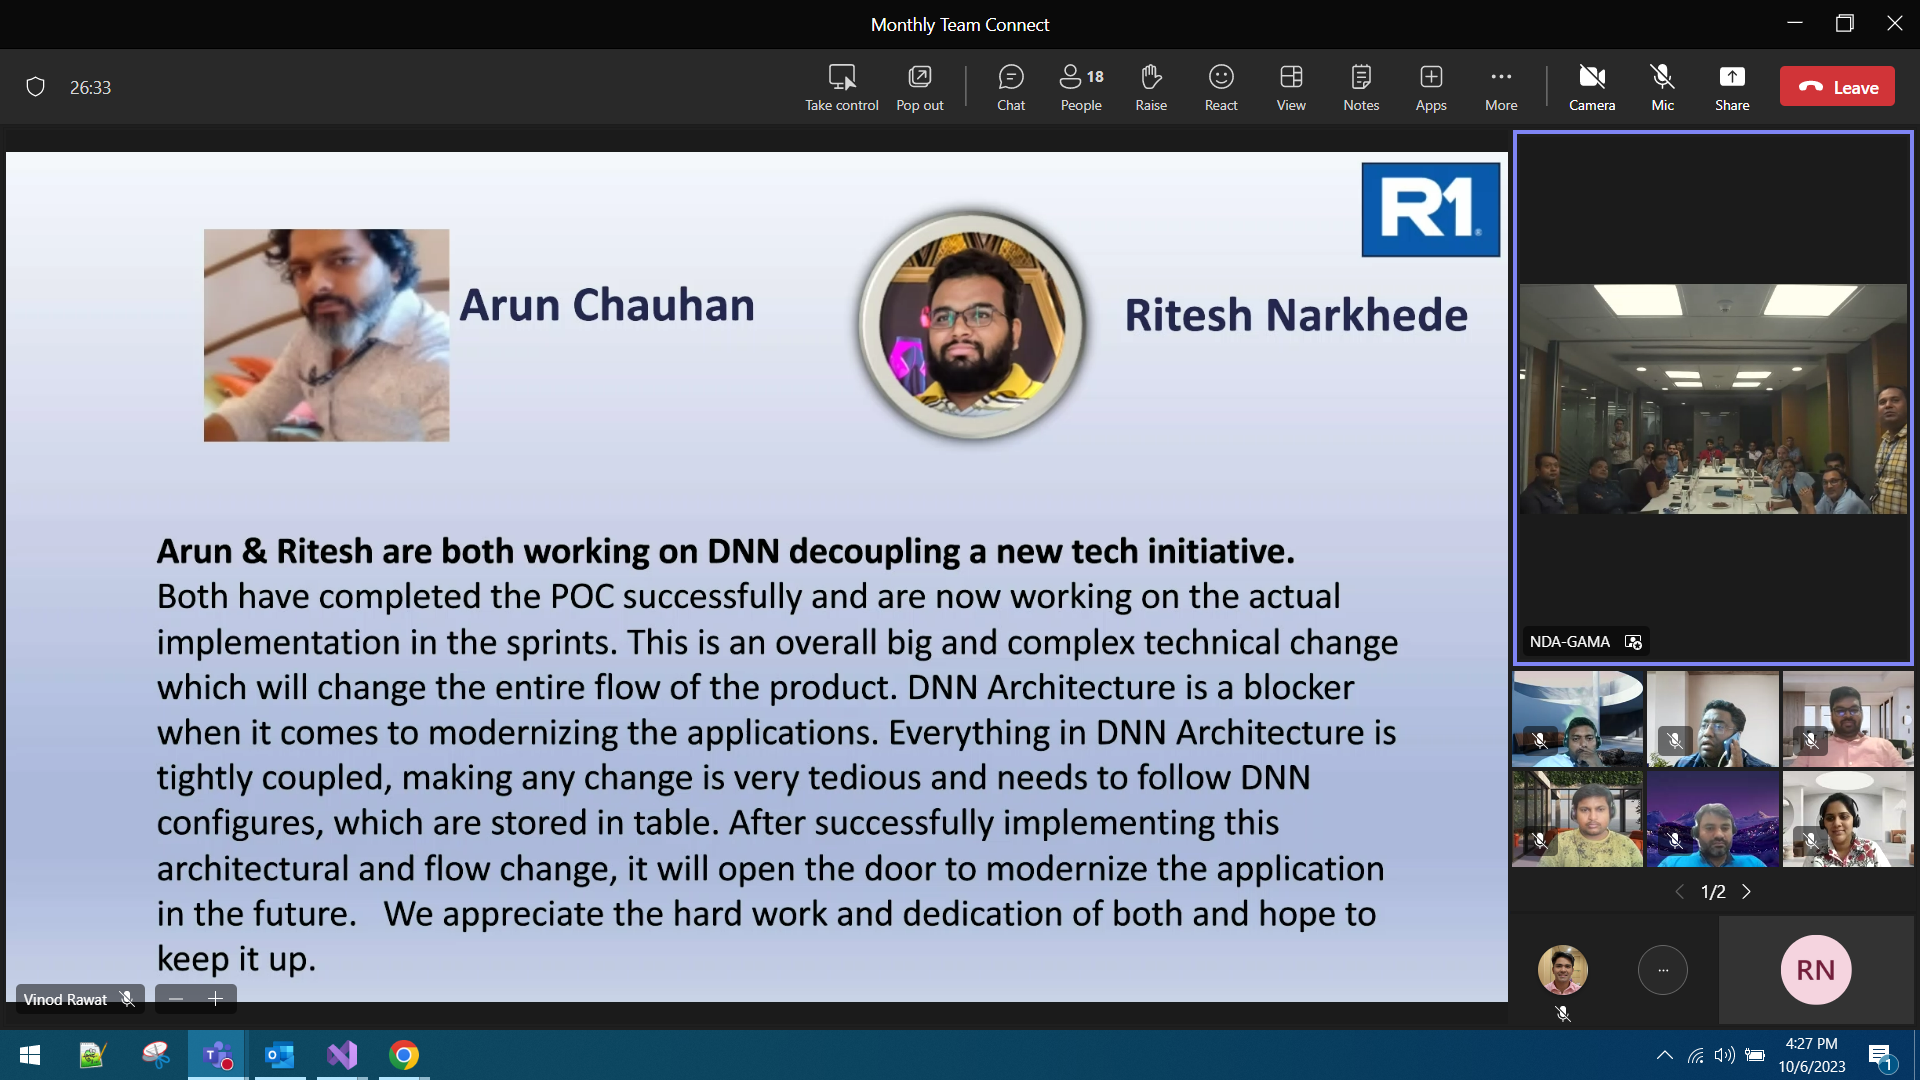 Monthly Team Connect
26:33
Take control
Pop out
Chat
18
People
Raise
React
View
Notes
Apps
More
Camera
Mic
Share
Leave
R1
Arun Chauhan
Ritesh Narkhede
Arun & Ritesh are both working on DNN decoupling a new tech initiative.
Both have completed the POC successfully and are now working on the actual
implementation in the sprints. This is an overall big and complex technical change
which will change the entire flow of the product. DNN Architecture is a blocker
when it comes to modernizing the applications. Everything in DNN Architecture is
tightly coupled, making any change is very tedious and needs to follow DNN
configures, which are stored in table. After successfully implementing this
architectural and flow change, it will open the door to modernize the application
in the future.   We appreciate the hard work and dedication of both and hope to
keep it up.
Vinod Rawat
NDA-GAMA
1/2
RN
4:27 PM
10/6/2023
1